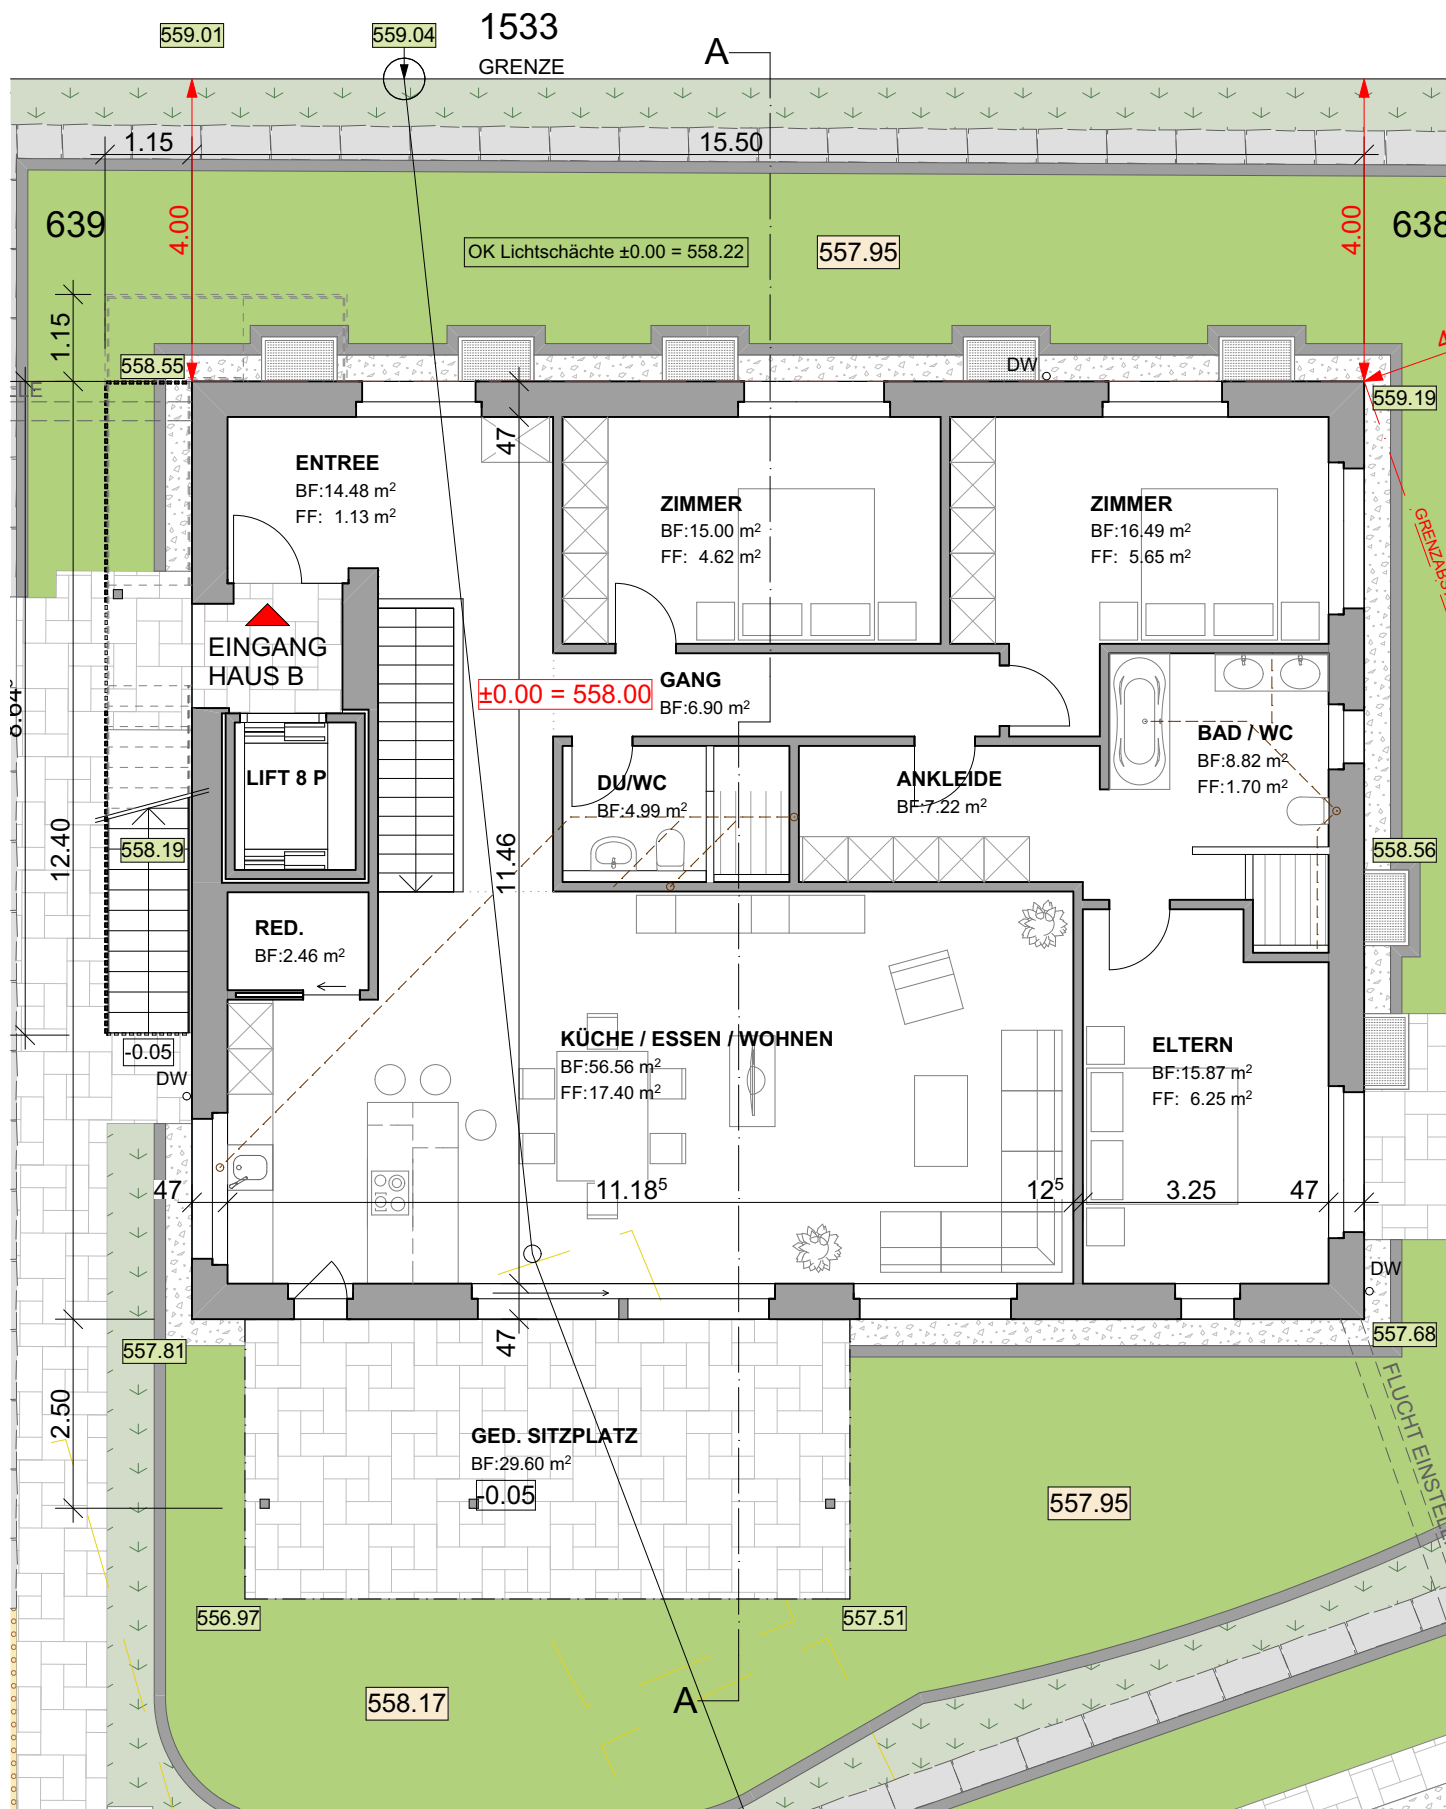 559.01
559.04
1533
GRENZE
A
1.15
15.50
639
4.00
OK Lichtschächte ±0.00 = 558.22
557.95
4.00
638
1.15
558.55
DW
559.19
47
ENTREE
BF:14.48 m²
FF: 1.13 m²
ZIMMER
BF:15.00 m²
FF: 4.62 m²
ZIMMER
BF:16.49 m²
FF: 5.65 m²
EINGANG
HAUS B
±0.00 = 558.00
GANG
BF:6.90 m²
BAD / WC
BF:8.82 m²
FF:1.70 m²
LIFT 8 P
DU/WC
BF:4.99 m²
ANKLEIDE
BF:7.22 m²
12.40
558.19
11.46
558.56
RED.
BF:2.46 m²
KÜCHE / ESSEN / WOHNEN
BF:56.56 m²
FF:17.40 m²
ELTERN
BF:15.87 m²
FF: 6.25 m²
-0.05
DW
47
11.18⁵
12⁵
3.25
47
DW
557.81
47
557.68
2.50
FLUCHT
GED. SITZPLATZ
BF:29.60 m²
-0.05
557.95
556.97
557.51
558.17
A